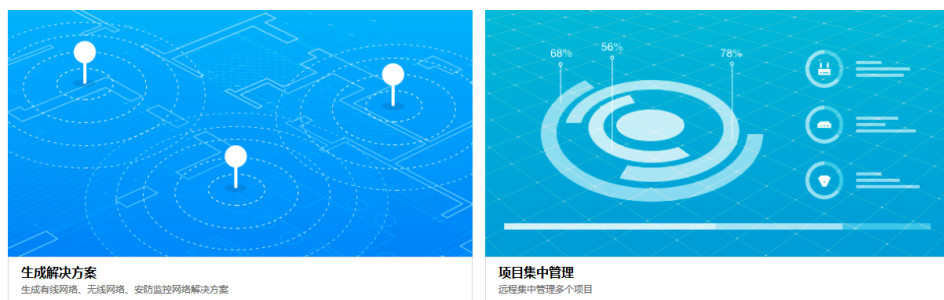 68%
56%
78%
生成解决方案
生成有线网络、无线网络、安防监控网络解决方案
项目集中管理
远程集中管理多个项目